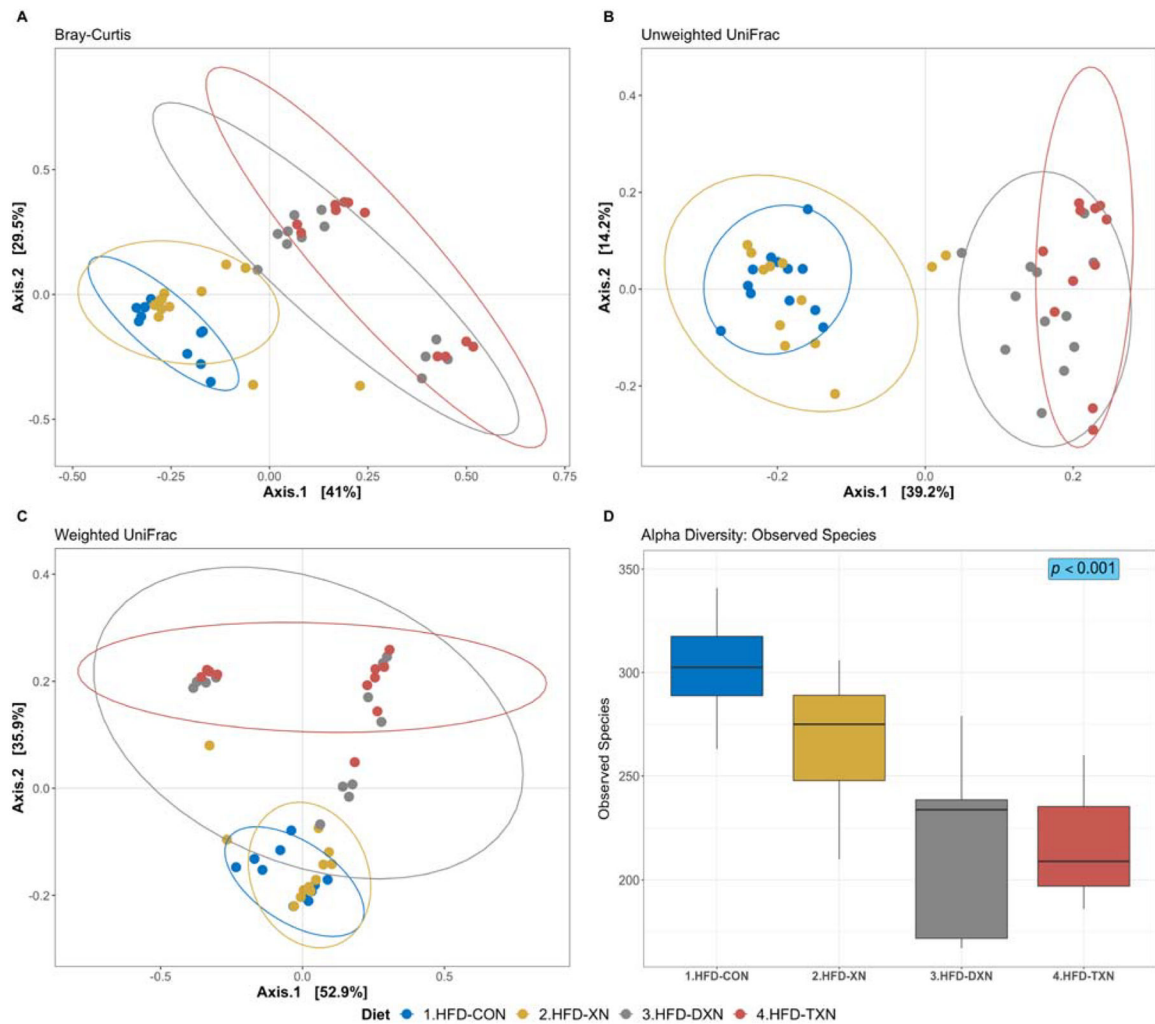 A
Bray-Curtis
0.5
0.0
-0.5
Axis.2 [29.5%]
-0.50 -0.25 0.00 0.25 0.50 0.75
Axis.1 [41%]
B
Unweighted UniFrac
0.4
0.2
0.0
-0.2
Axis.2 [14.2%]
-0.2 0.0 0.2
Axis.1 [39.2%]
C
Weighted UniFrac
0.4
0.2
0.0
-0.2
Axis.2 [35.9%]
-0.5 0.0 0.5
Axis.1 [52.9%]
D
Alpha Diversity: Observed Species
p < 0.001
350
300
250
200
Observed Species
1.HFD-CON 2.HFD-XN 3.HFD-DXN 4.HFD-TXN
Diet 1.HFD-CON 2.HFD-XN 3.HFD-DXN 4.HFD-TXN